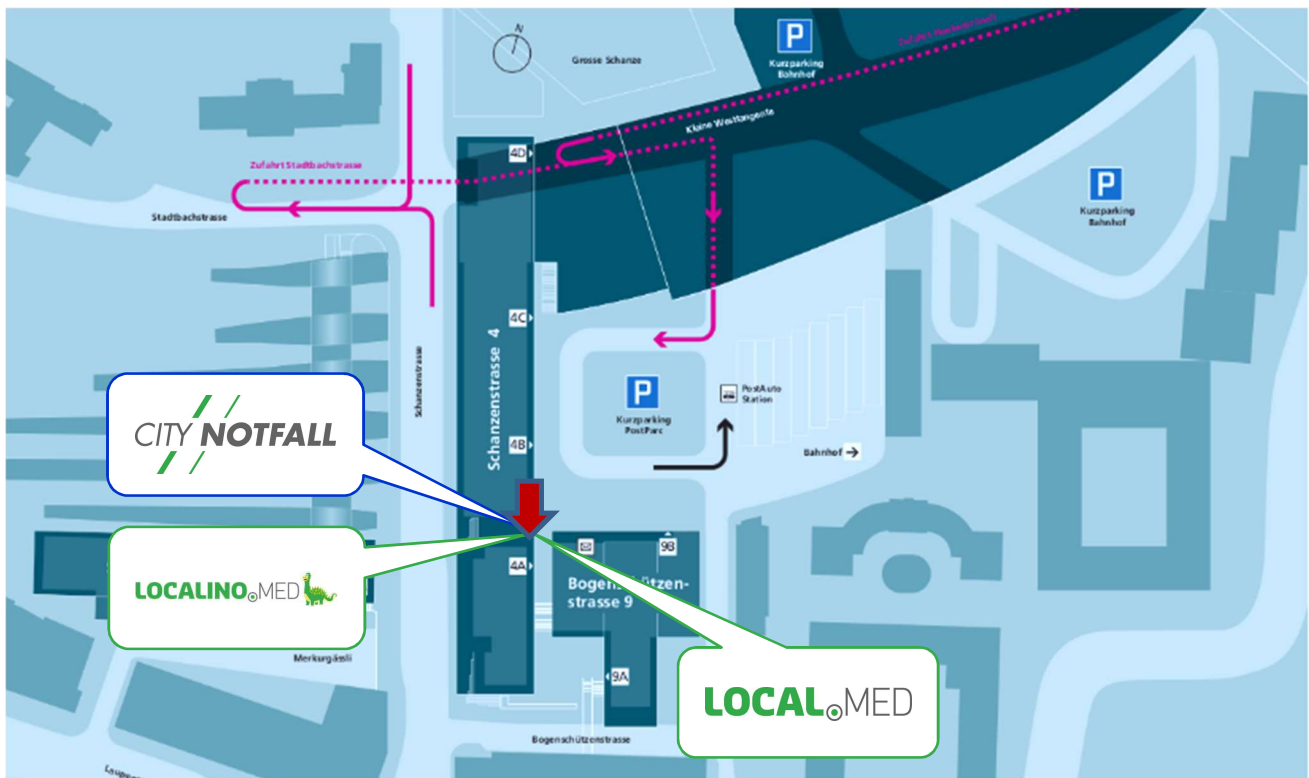 N
Grosse Schanze
P
Kurzparking
Bahnhof
Kleine Westtangente
4D
Zufahrt Stadtbachstrasse
P
Kurzparking
Bahnhof
Stadtbachstrasse
4C
Schanzenstrasse 4
Schanzenstrasse
P
Kurzparking
PostParc
PostAuto
Station
CITY NOTFALL
4B
Bahnhof
4A
9B
Bogenschützen-
strasse 9
LOCALINO.MED
Merkurgässli
9A
LOCAL.MED
Bogenschützenstrasse